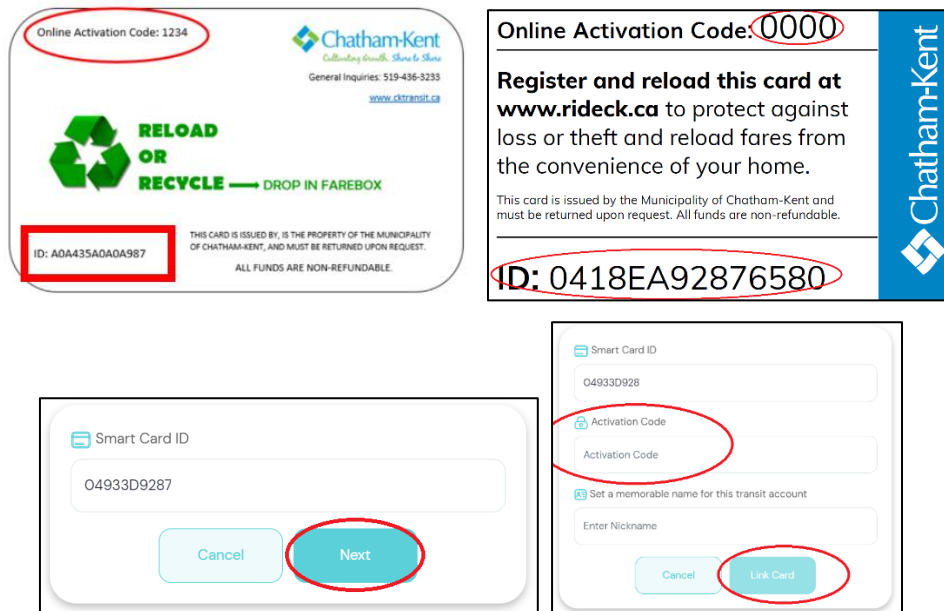 Online Activation Code: 1234
Chatham-Kent
Cultivating Growth, Shore to Shore
General Inquiries: 519-436-3233
www.cktransit.ca
RELOAD
OR
RECYCLE DROP IN FAREBOX
ID: A0A435A0A0A987
THIS CARD IS ISSUED BY, IS THE PROPERTY OF THE MUNICIPALITY
OF CHATHAM-KENT, AND MUST BE RETURNED UPON REQUEST.
ALL FUNDS ARE NON-REFUNDABLE.
Online Activation Code: 0000
Register and reload this card at
www.rideck.ca to protect against
loss or theft and reload fares from
the convenience of your home.
This card is issued by the Municipality of Chatham-Kent and
must be returned upon request. All funds are non-refundable.
ID: 0418EA92876580
Chatham-Kent
Smart Card ID
04933D9287
Cancel Next
Smart Card ID
04933D928
Activation Code
Activation Code
Set a memorable name for this transit account
Enter Nickname
Cancel Link Card